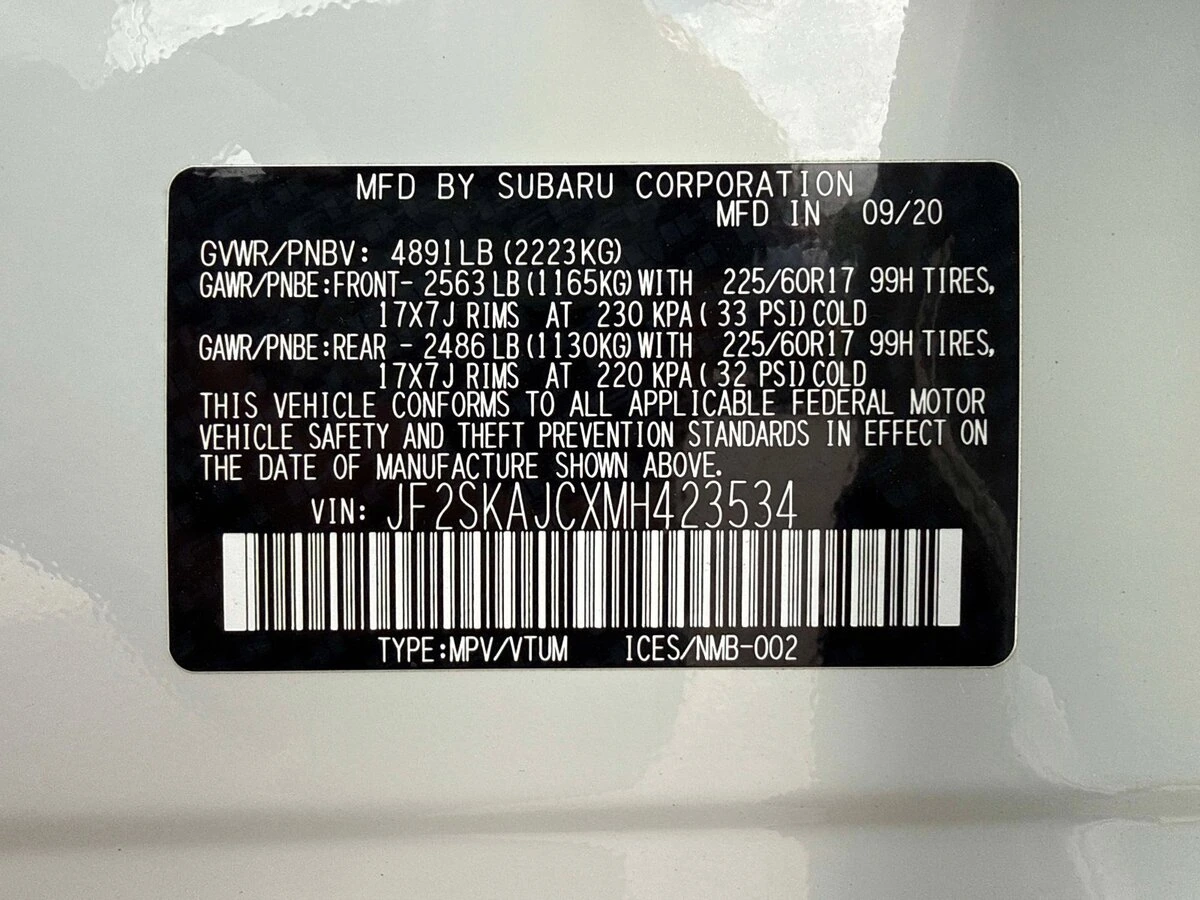 MFD BY SUBARU CORPORATION
MFD IN 09/20
GVWR/PNBV: 4891LB (2223KG)
GAWR/PNBE:FRONT- 2563 LB (1165KG) WITH 225/60R17 99H TIRES,
17X7J RIMS AT 230 KPA ( 33 PSI) COLD
GAWR/PNBE:REAR - 2486 LB (1130KG) WITH 225/60R17 99H TIRES,
17X7J RIMS AT 220 KPA ( 32 PSI) COLD
THIS VEHICLE CONFORMS TO ALL APPLICABLE FEDERAL MOTOR
VEHICLE SAFETY AND THEFT PREVENTION STANDARDS IN EFFECT ON
THE DATE OF MANUFACTURE SHOWN ABOVE.
VIN: JF2SKAJCXMH423534
TYPE:MPV/VTUM ICES/NMB-002